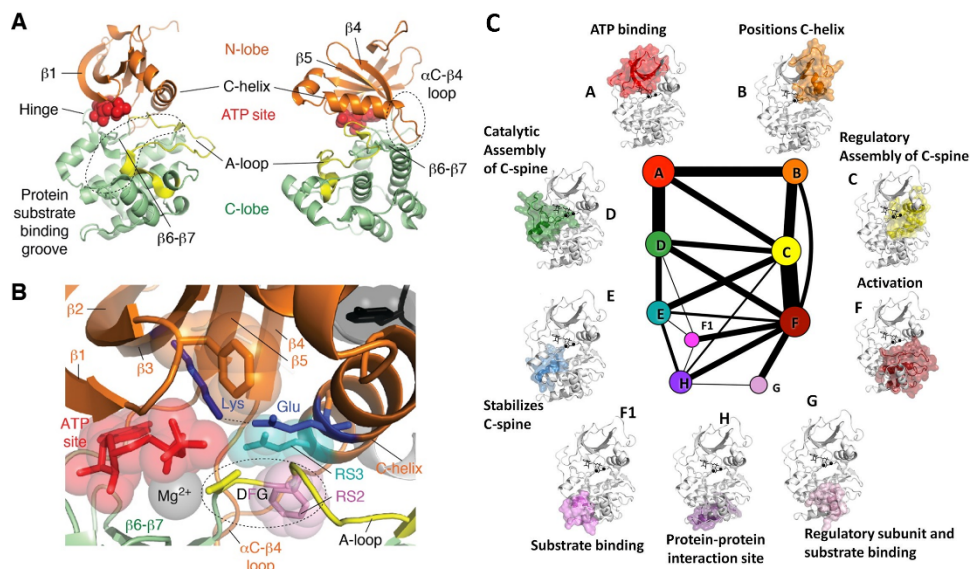 A
N-lobe
β4
β5
β1
C-helix
αC-β4
loop
Hinge
ATP site
A-loop
β6-β7
Protein
substrate
binding
groove
C-lobe
β6-β7
B
β2
β1
β3
β4
β5
Lys
Glu
ATP
site
C-helix
RS3
Mg2+
DFG
RS2
β6-β7
A-loop
αC-β4
loop
C
ATP binding
Positions C-helix
A
B
Catalytic
Assembly
of C-spine
Regulatory
Assembly of C-spine
C
D
A
B
D
C
E
F1
F
H
G
E
Activation
F
Stabilizes
C-spine
F1
H
G
Substrate binding
Protein-protein
interaction site
Regulatory subunit and
substrate binding